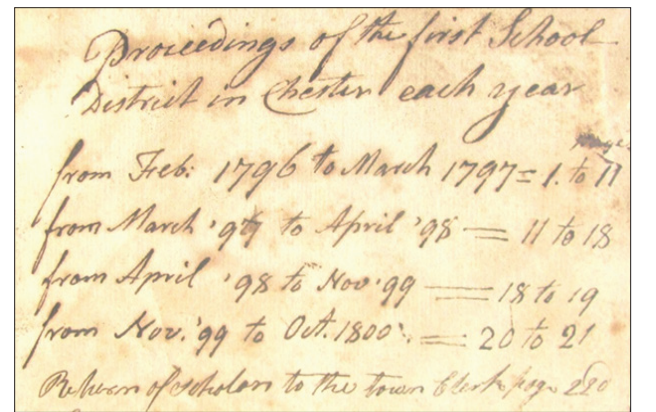 Proceedings of the first School
District in Chester each year
pages
from Feb: 1796 to March 1797 = 1. to 11
from March '97 to April '98 = 11 to 18
from April '98 to Nov '99 = 18 to 19
from Nov. '99 to Oct. 1800 = 20 to 21
Return of Scholars to the town Clerk page